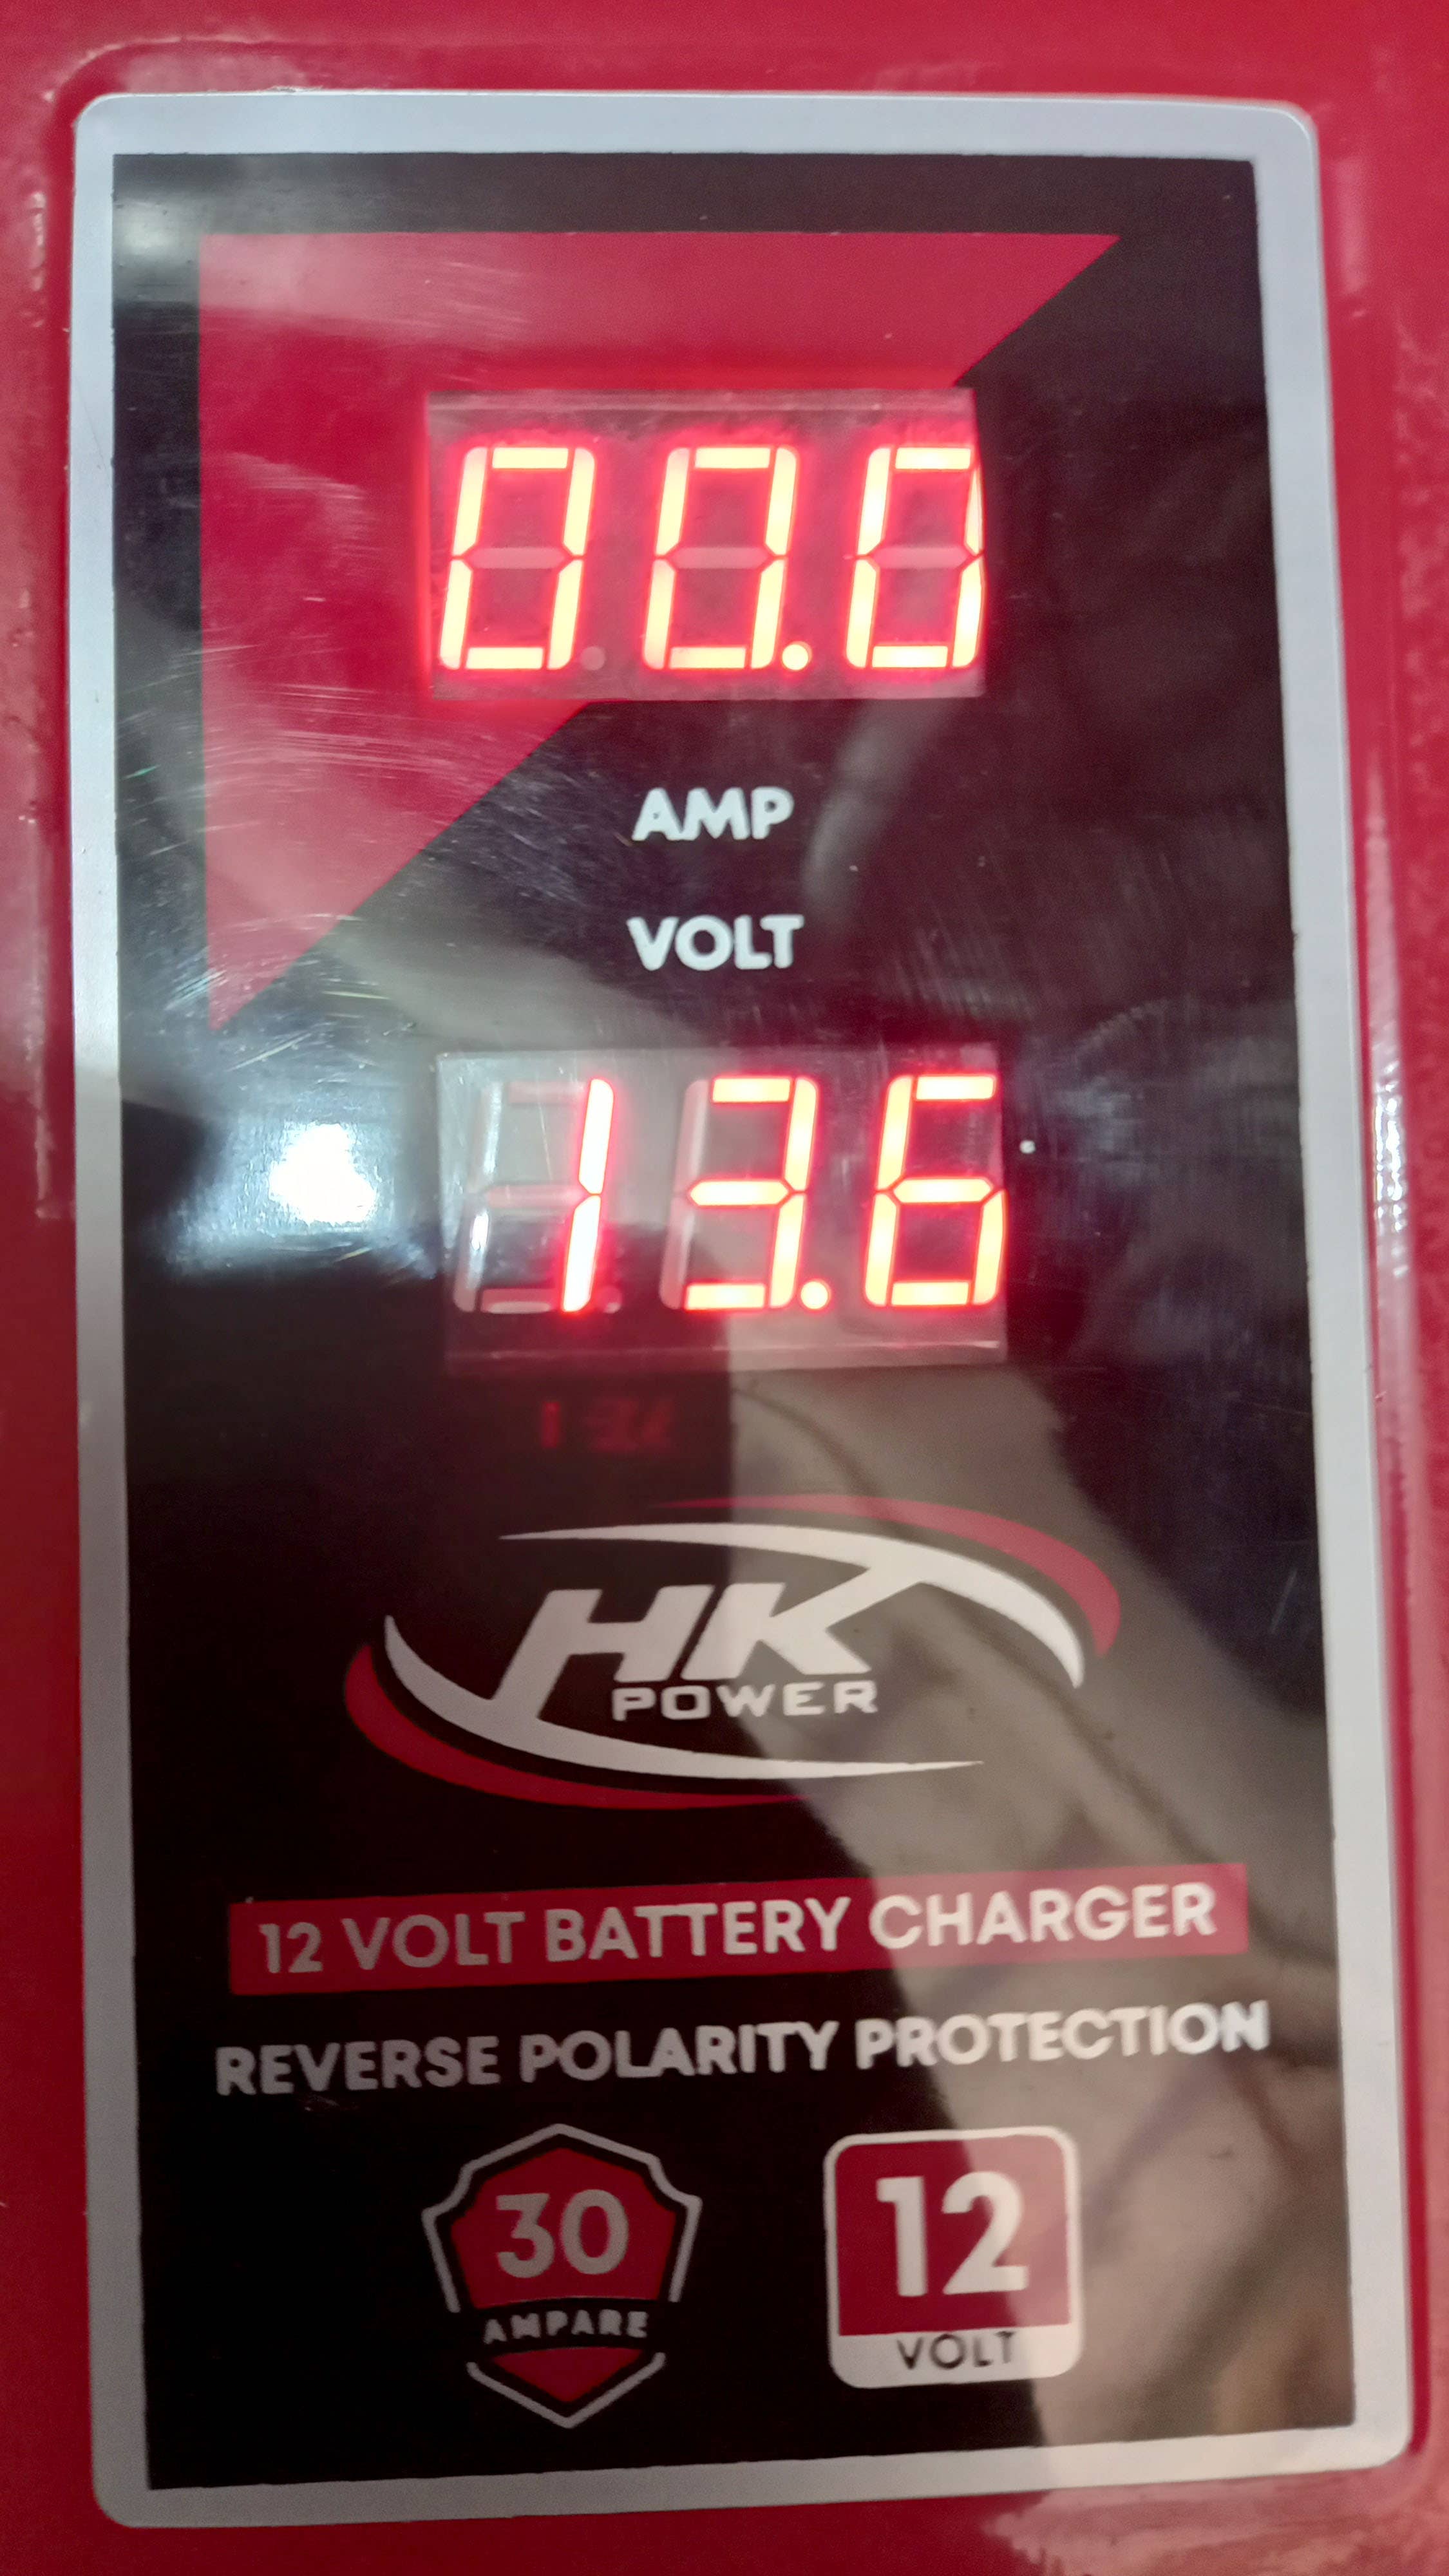 00.0
AMP
VOLT
13.6
HK
POWER
12 VOLT BATTERY CHARGER
REVERSE POLARITY PROTECTION
30
AMPARE
12
VOLT